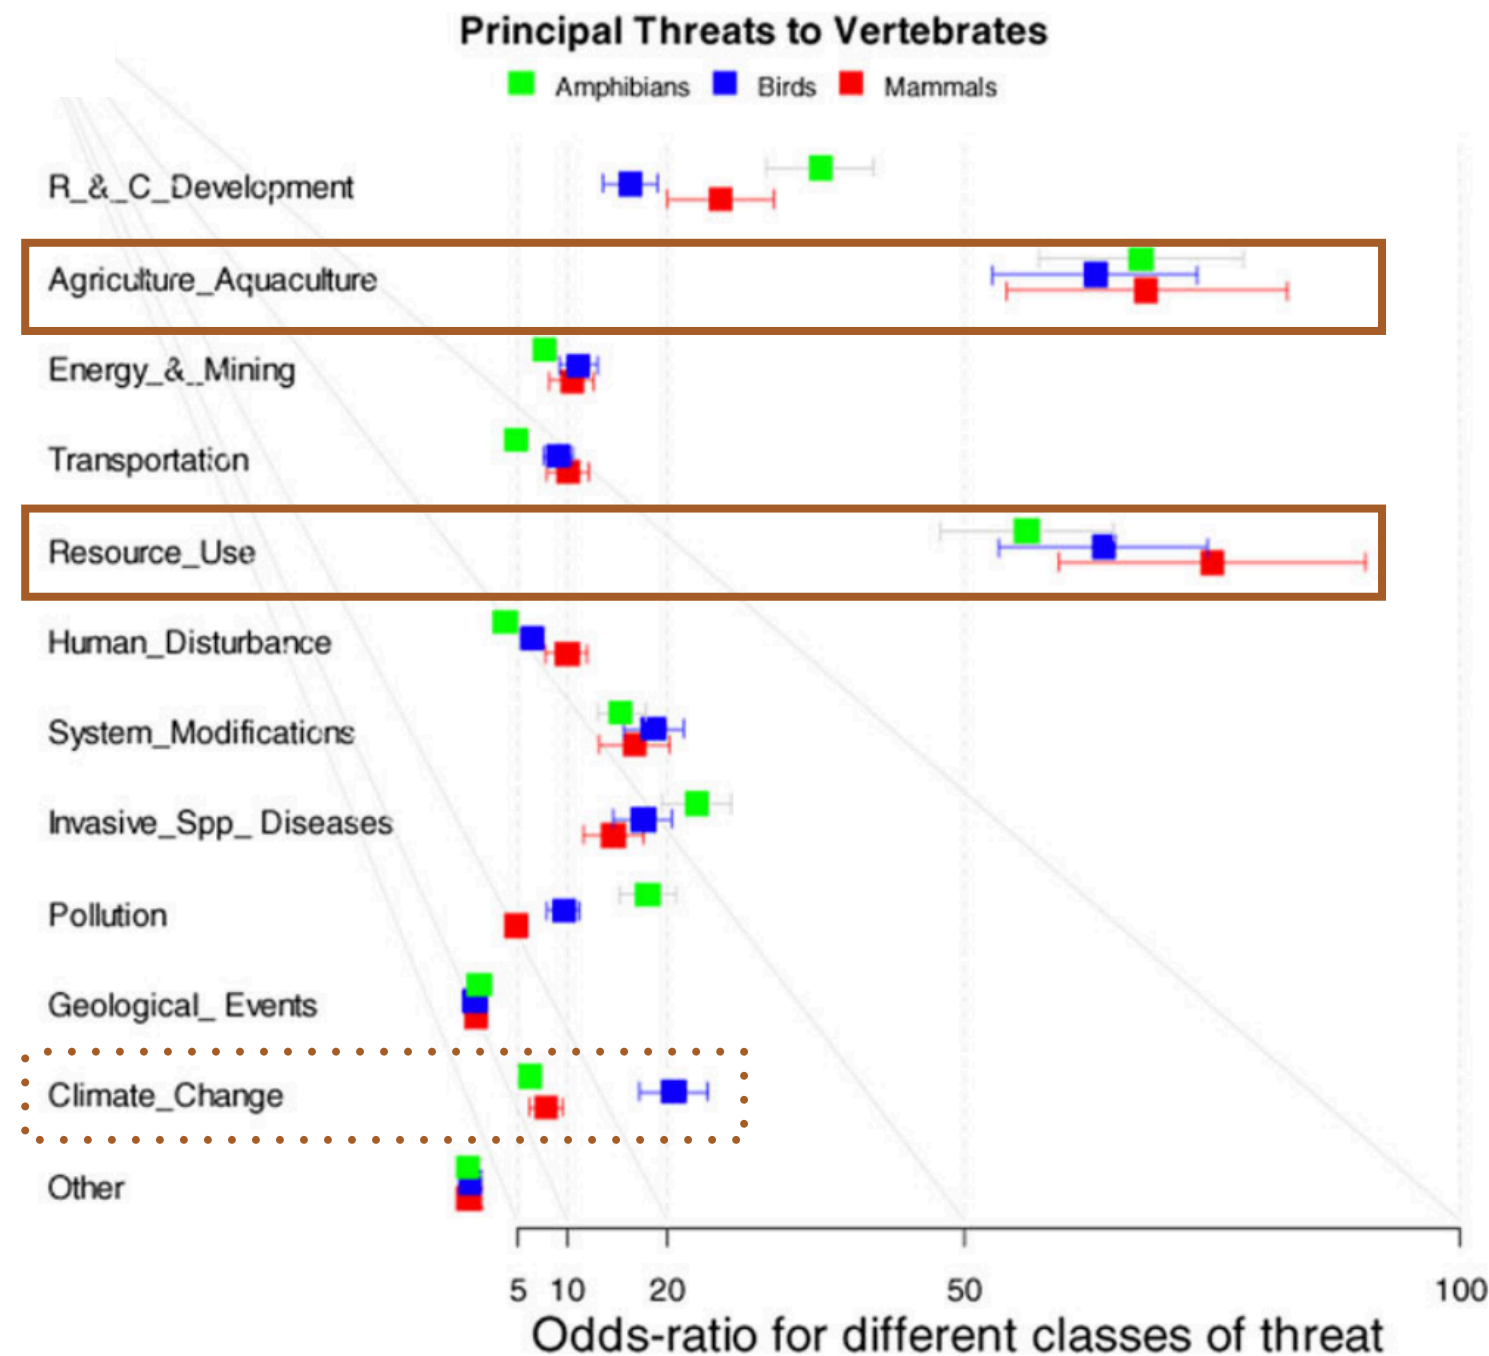 Principal Threats to Vertebrates
Amphibians Birds Mammals
R_&_C_Development
Agriculture_Aquaculture
Energy_&_Mining
Transportation
Resource_Use
Human_Disturbance
System_Modifications
Invasive_Spp_ Diseases
Pollution
Geological_ Events
Climate_Change
Other
5 10 20 50 100
Odds-ratio for different classes of threat